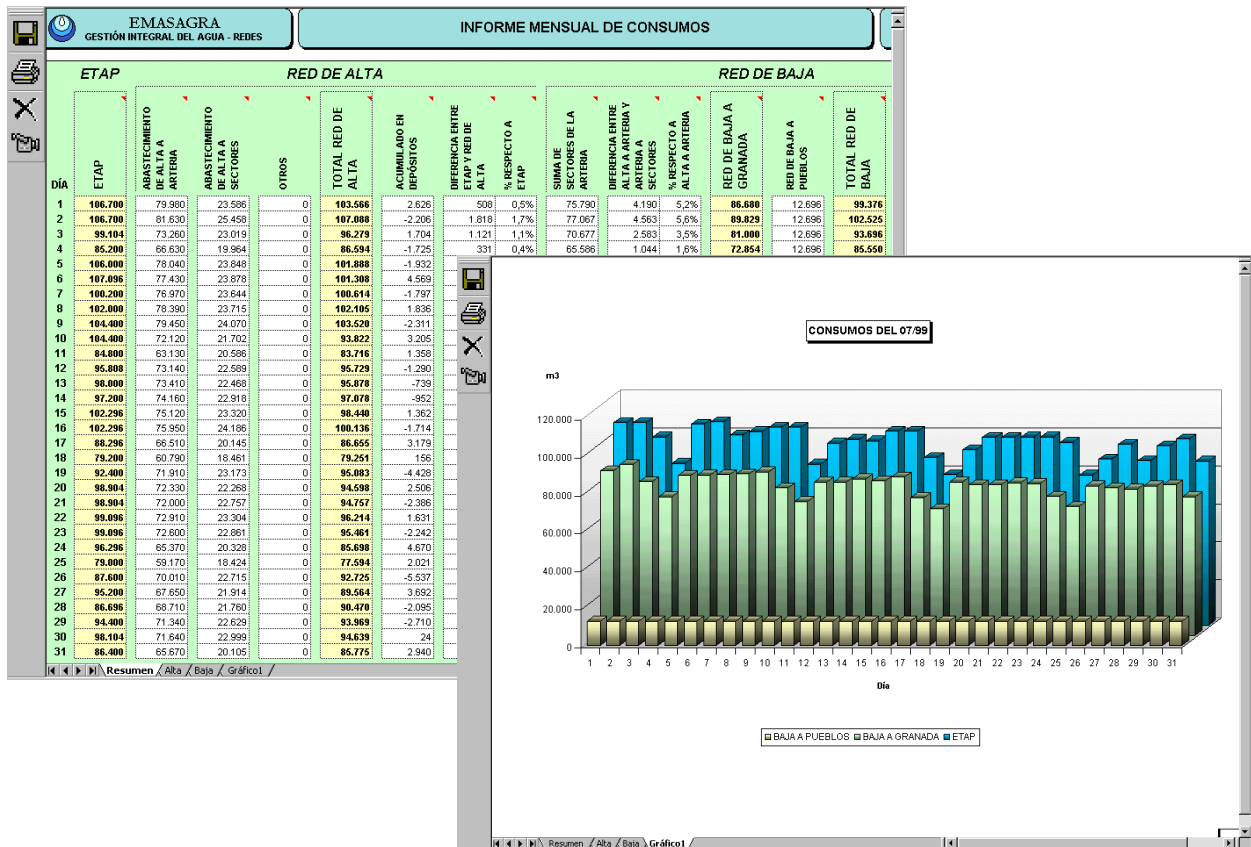 EMASAGRA
GESTIÓN INTEGRAL DEL AGUA - REDES
INFORME MENSUAL DE CONSUMOS
ETAP
RED DE ALTA
RED DE BAJA
DÍA
ETAP
ABASTECIMIENTO DE ALTA A ARTERIA
ABASTECIMIENTO DE ALTA A SECTORES
OTROS
TOTAL RED DE ALTA
ACUMULADO EN DEPÓSITOS
DIFERENCIA ENTRE ETAP Y RED DE ALTA
% RESPECTO A ETAP
SUMA DE SECTORES DE LA ARTERIA
DIFERENCIA ENTRE ALTA A ARTERIA Y ARTERIA A SECTORES
% RESPECTO A ALTA A ARTERIA
RED DE BAJA A GRANADA
RED DE BAJA A PUEBLOS
TOTAL RED DE BAJA
1 106.700 79.980 23.586 0 103.566 2.626 508 0,5% 75.790 4.190 5,2% 86.680 12.696 99.376
2 106.700 81.630 25.458 0 107.088 -2.206 1.818 1,7% 77.067 4.563 5,6% 89.829 12.696 102.525
3 99.104 73.260 23.019 0 96.279 1.704 1.121 1,1% 70.677 2.583 3,5% 81.000 12.696 93.696
4 85.200 66.630 19.964 0 86.594 -1.725 331 0,4% 65.586 1.044 1,6% 72.854 12.696 85.550
5 106.000 78.040 23.848 0 101.888 -1.932
6 107.096 77.430 23.878 0 101.308 4.569
7 100.200 76.970 23.644 0 100.614 -1.797
8 102.000 78.390 23.715 0 102.105 1.836
9 104.400 79.450 24.070 0 103.520 -2.311
10 104.400 72.120 21.702 0 93.822 3.205
11 84.800 63.130 20.586 0 83.716 1.358
12 95.808 73.140 22.589 0 95.729 -1.290
13 98.000 73.410 22.468 0 95.878 -739
14 97.200 74.160 22.918 0 97.078 -952
15 102.296 75.120 23.320 0 98.440 1.362
16 102.296 75.950 24.186 0 100.136 -1.714
17 88.296 66.510 20.145 0 86.655 3.179
18 79.200 60.790 18.461 0 79.251 156
19 92.400 71.910 23.173 0 95.083 -4.428
20 98.904 72.330 22.268 0 94.598 2.506
21 98.904 72.000 22.757 0 94.757 -2.386
22 99.096 72.910 23.304 0 96.214 1.631
23 99.096 72.600 22.861 0 95.461 -2.242
24 96.296 65.370 20.328 0 85.698 4.670
25 79.000 59.170 18.424 0 77.594 2.021
26 87.600 70.010 22.715 0 92.725 -5.537
27 95.200 67.650 21.914 0 89.564 3.692
28 86.696 68.710 21.760 0 90.470 -2.095
29 94.400 71.340 22.629 0 93.969 -2.710
30 98.104 71.640 22.999 0 94.639 24
31 86.400 65.670 20.105 0 85.775 2.940
Resumen Alta Baja Gráfico1
CONSUMOS DEL 07/99
m3
120.000
100.000
80.000
60.000
40.000
20.000
0
1 2 3 4 5 6 7 8 9 10 11 12 13 14 15 16 17 18 19 20 21 22 23 24 25 26 27 28 29 30 31
Día
BAJA A PUEBLOS BAJA A GRANADA ETAP
Resumen Alta Baja Gráfico1